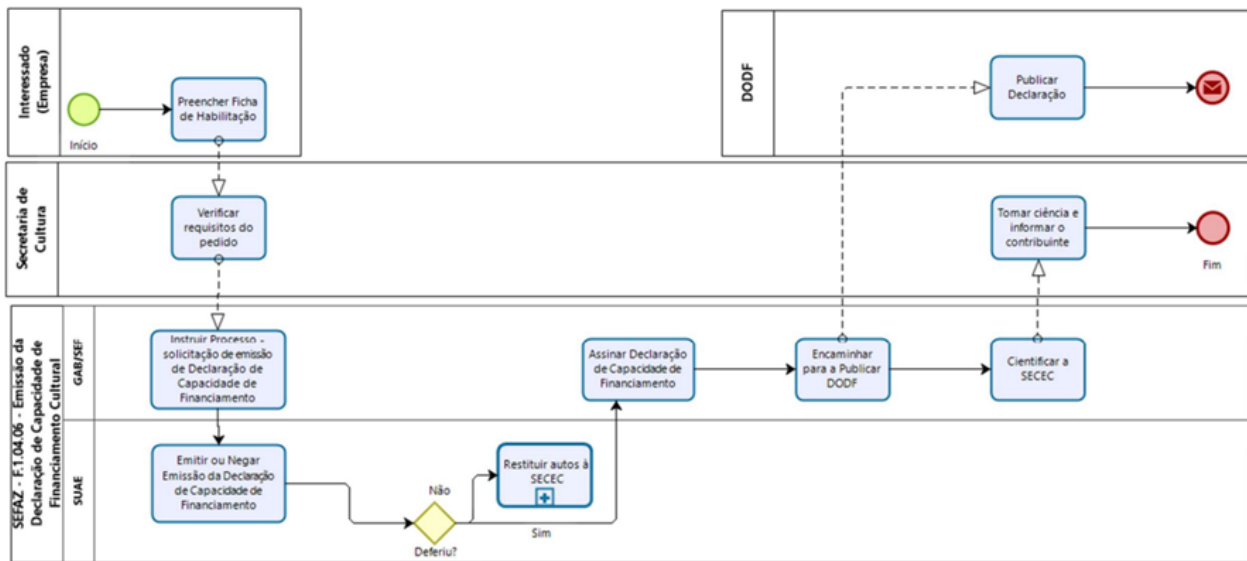 Interessado
(Empresa)
Início
Preencher Ficha
de Habilitação
DODF
Publicar
Declaração
Secretaria de
Cultura
Verificar
requisitos do
pedido
Tomar ciência e
informar o
contribuinte
Fim
SEFAZ - F.1.04.06 - Emissão da
Declaração de Capacidade de
Financiamento Cultural
GAB/SEF
Instruir Processo -
solicitação de emissão
de Declaração de
Capacidade de
Financiamento
Assinar Declaração
de Capacidade de
Financiamento
Encaminhar
para a Publicar
DODF
Cientificar a
SECEC
SUAE
Emitir ou Negar
Emissão da Declaração
de Capacidade de
Financiamento
Deferiu?
Não
Restituir autos à
SECEC
Sim